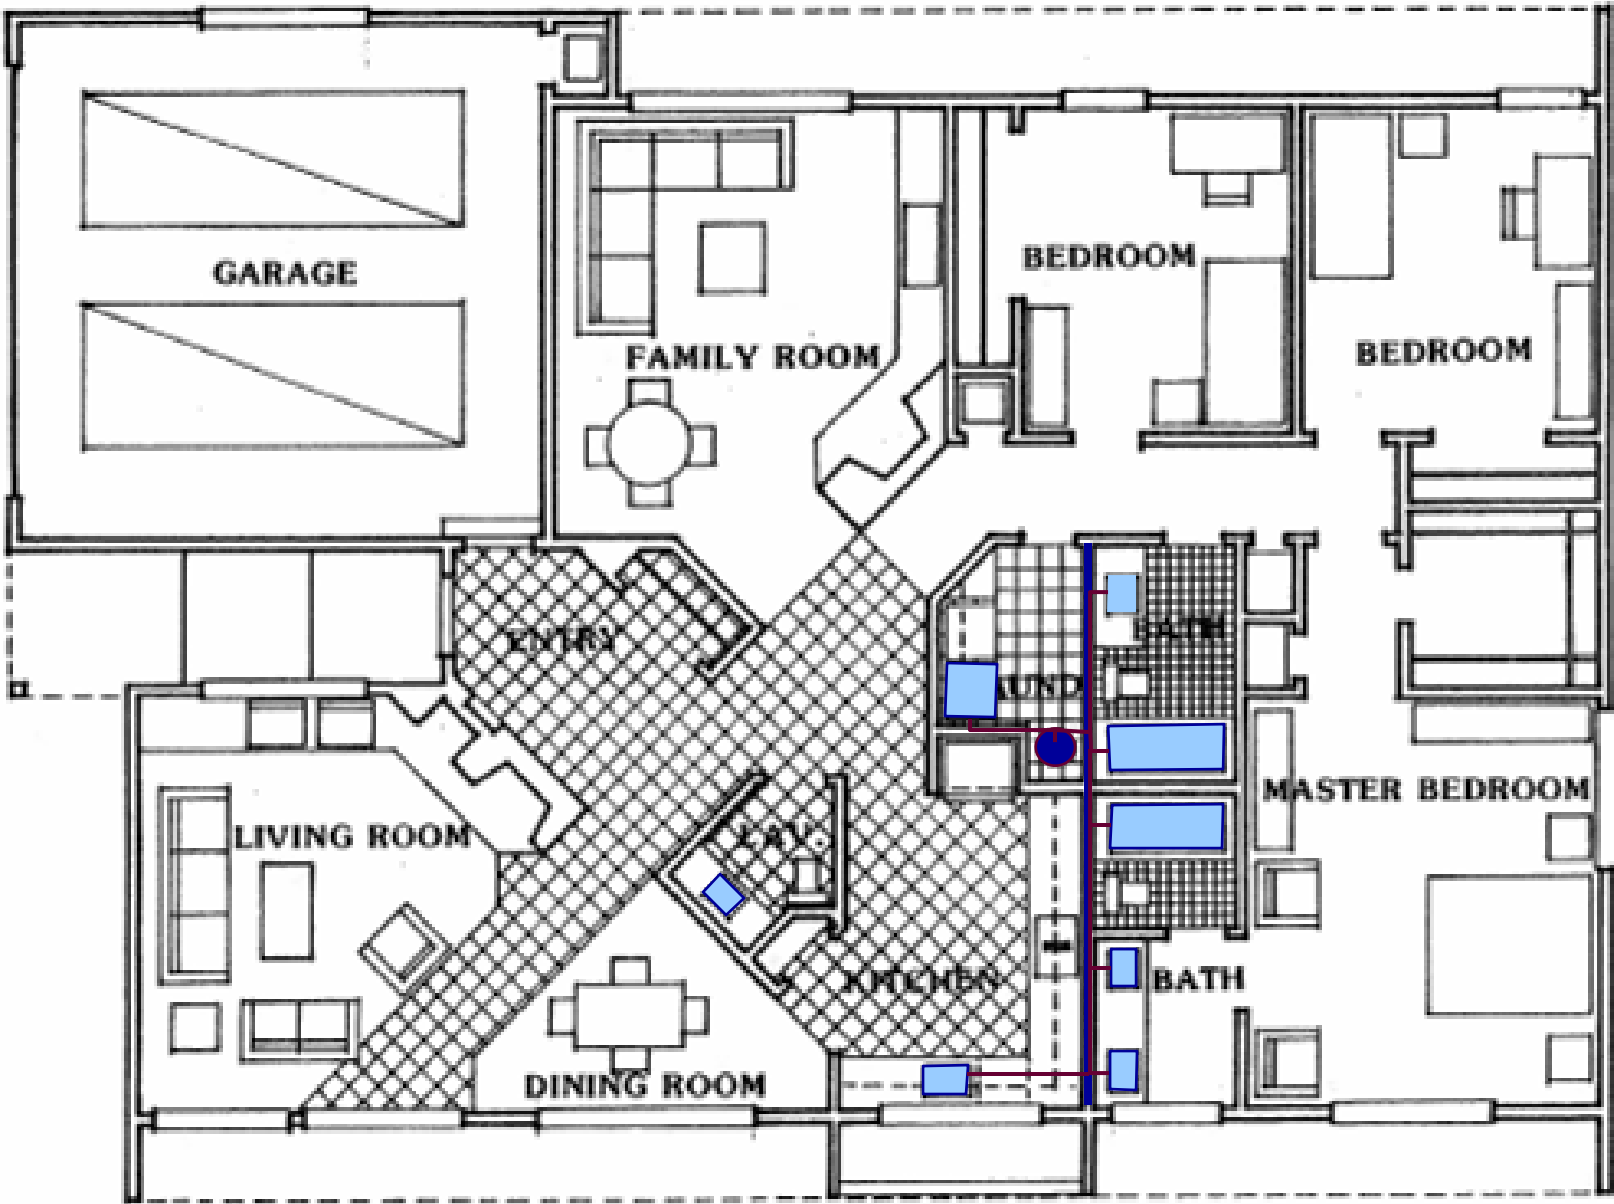 GARAGE
BEDROOM
FAMILY ROOM
BEDROOM
ENTRY
BATH
MASTER BEDROOM
LIVING ROOM
LAV.
KITCHEN
BATH
DINING ROOM